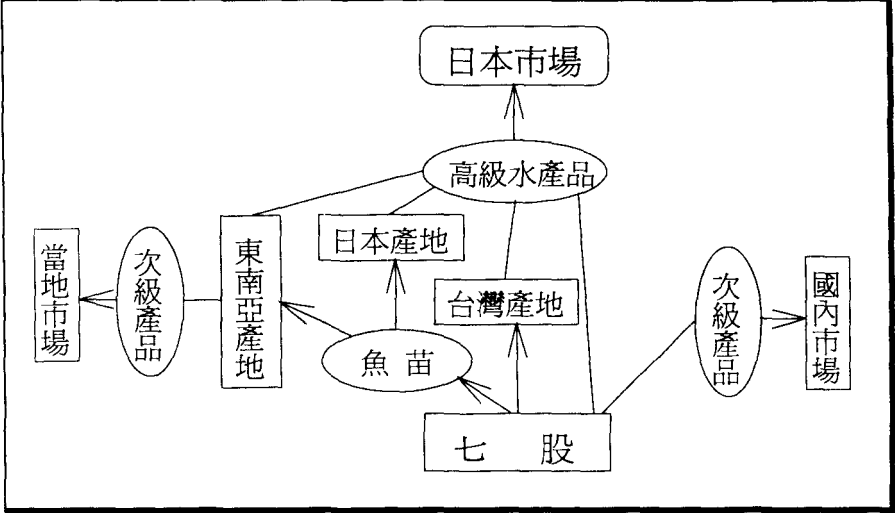 日本市場
高級水產品
日本產地
東南亞產地
次級產品
當地市場
台灣產地
次級產品
國內市場
魚苗
七股